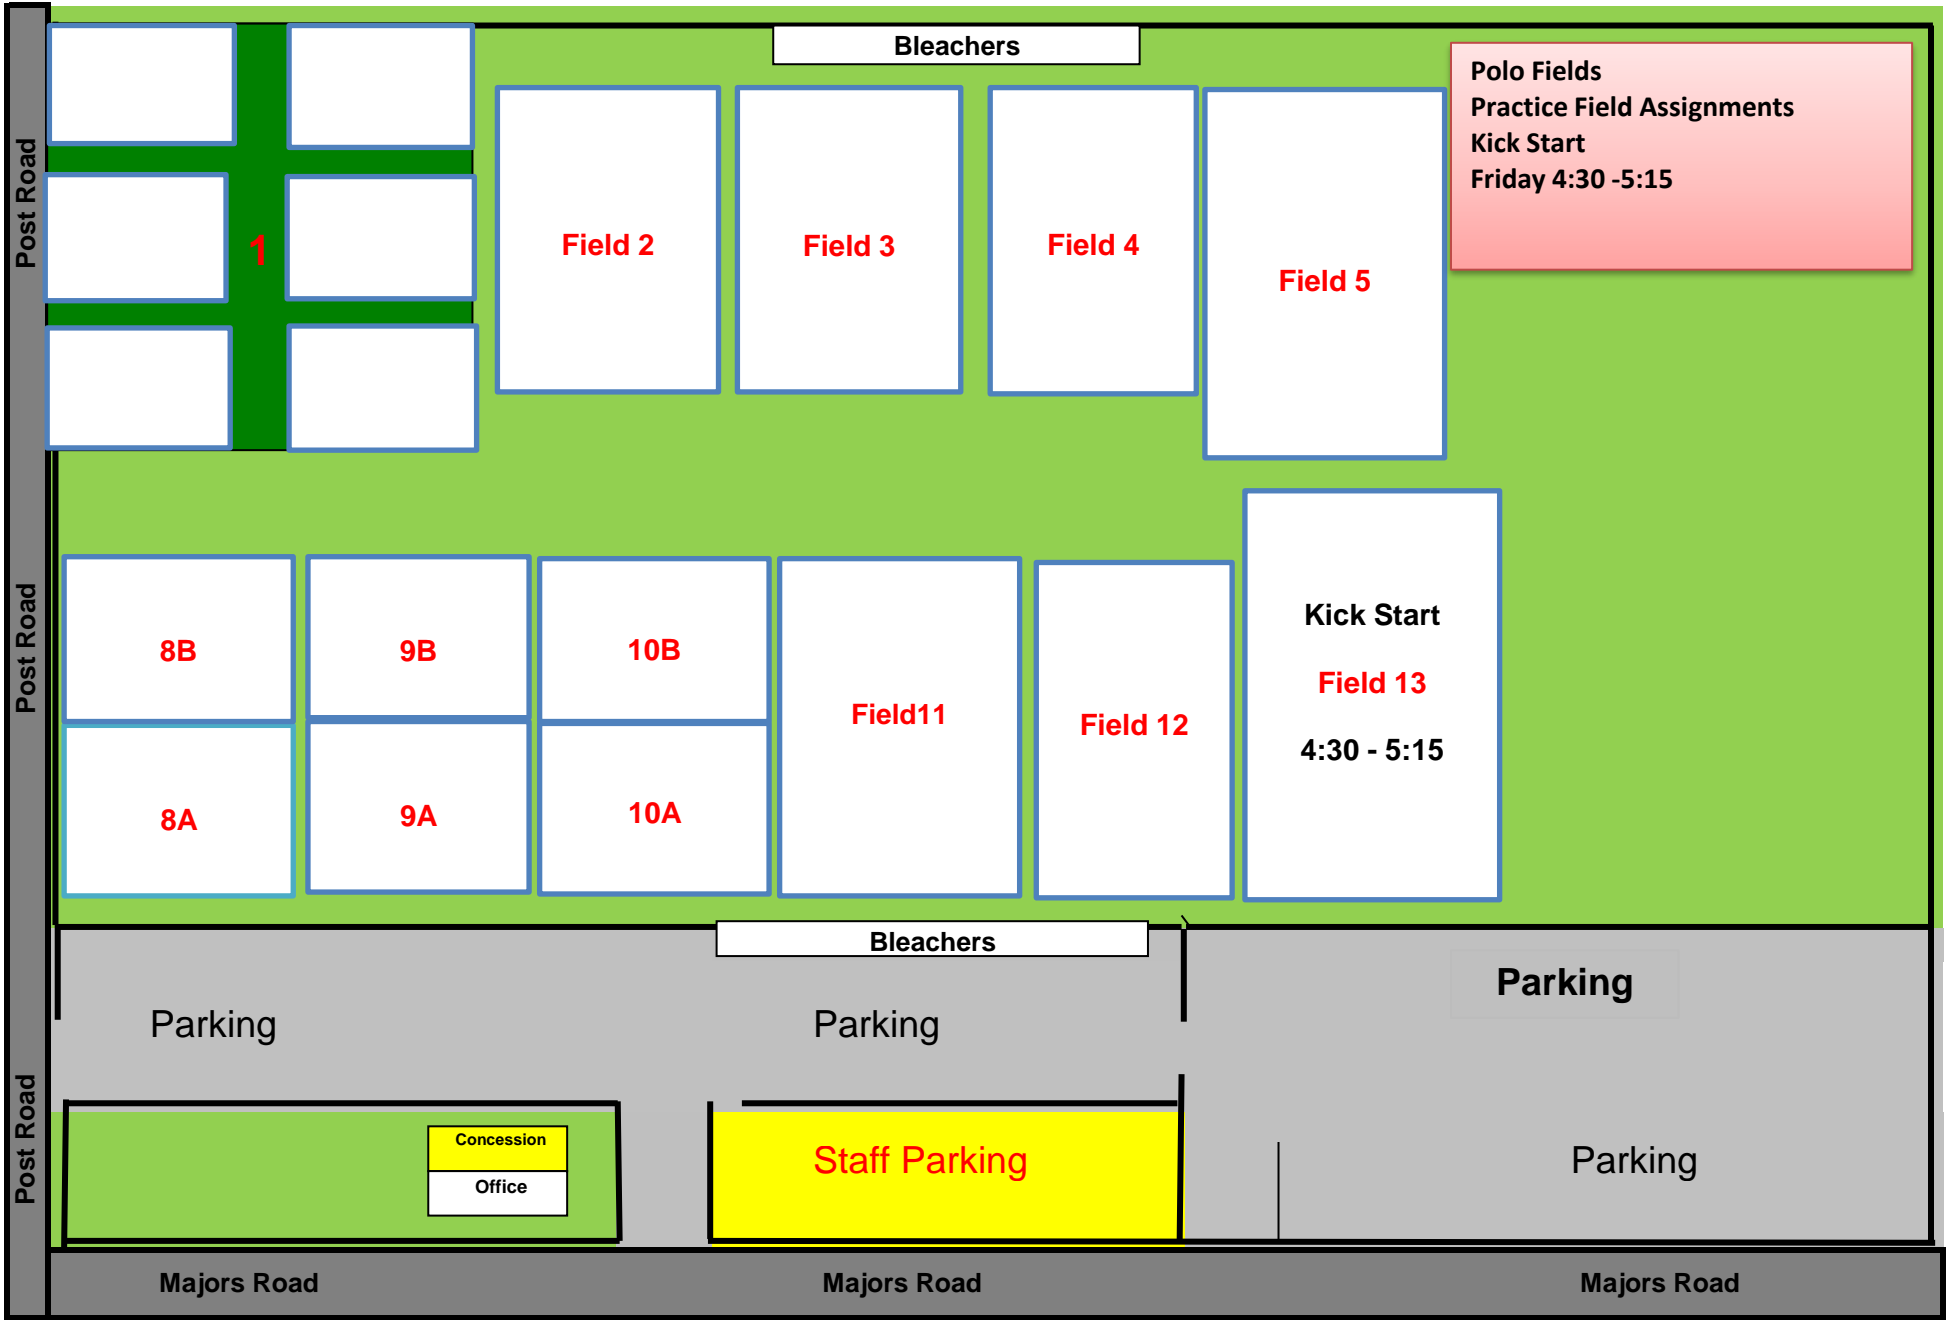 Bleachers
Polo Fields
Practice Field Assignments
Kick Start
Friday 4:30 -5:15
Post Road
1
Field 2
Field 3
Field 4
Field 5
Post Road
8B
9B
10B
Field11
Field 12
Kick Start
Field 13
4:30 - 5:15
8A
9A
10A
Bleachers
Parking
Parking
Parking
Post Road
Concession
Office
Staff Parking
Parking
Majors Road
Majors Road
Majors Road